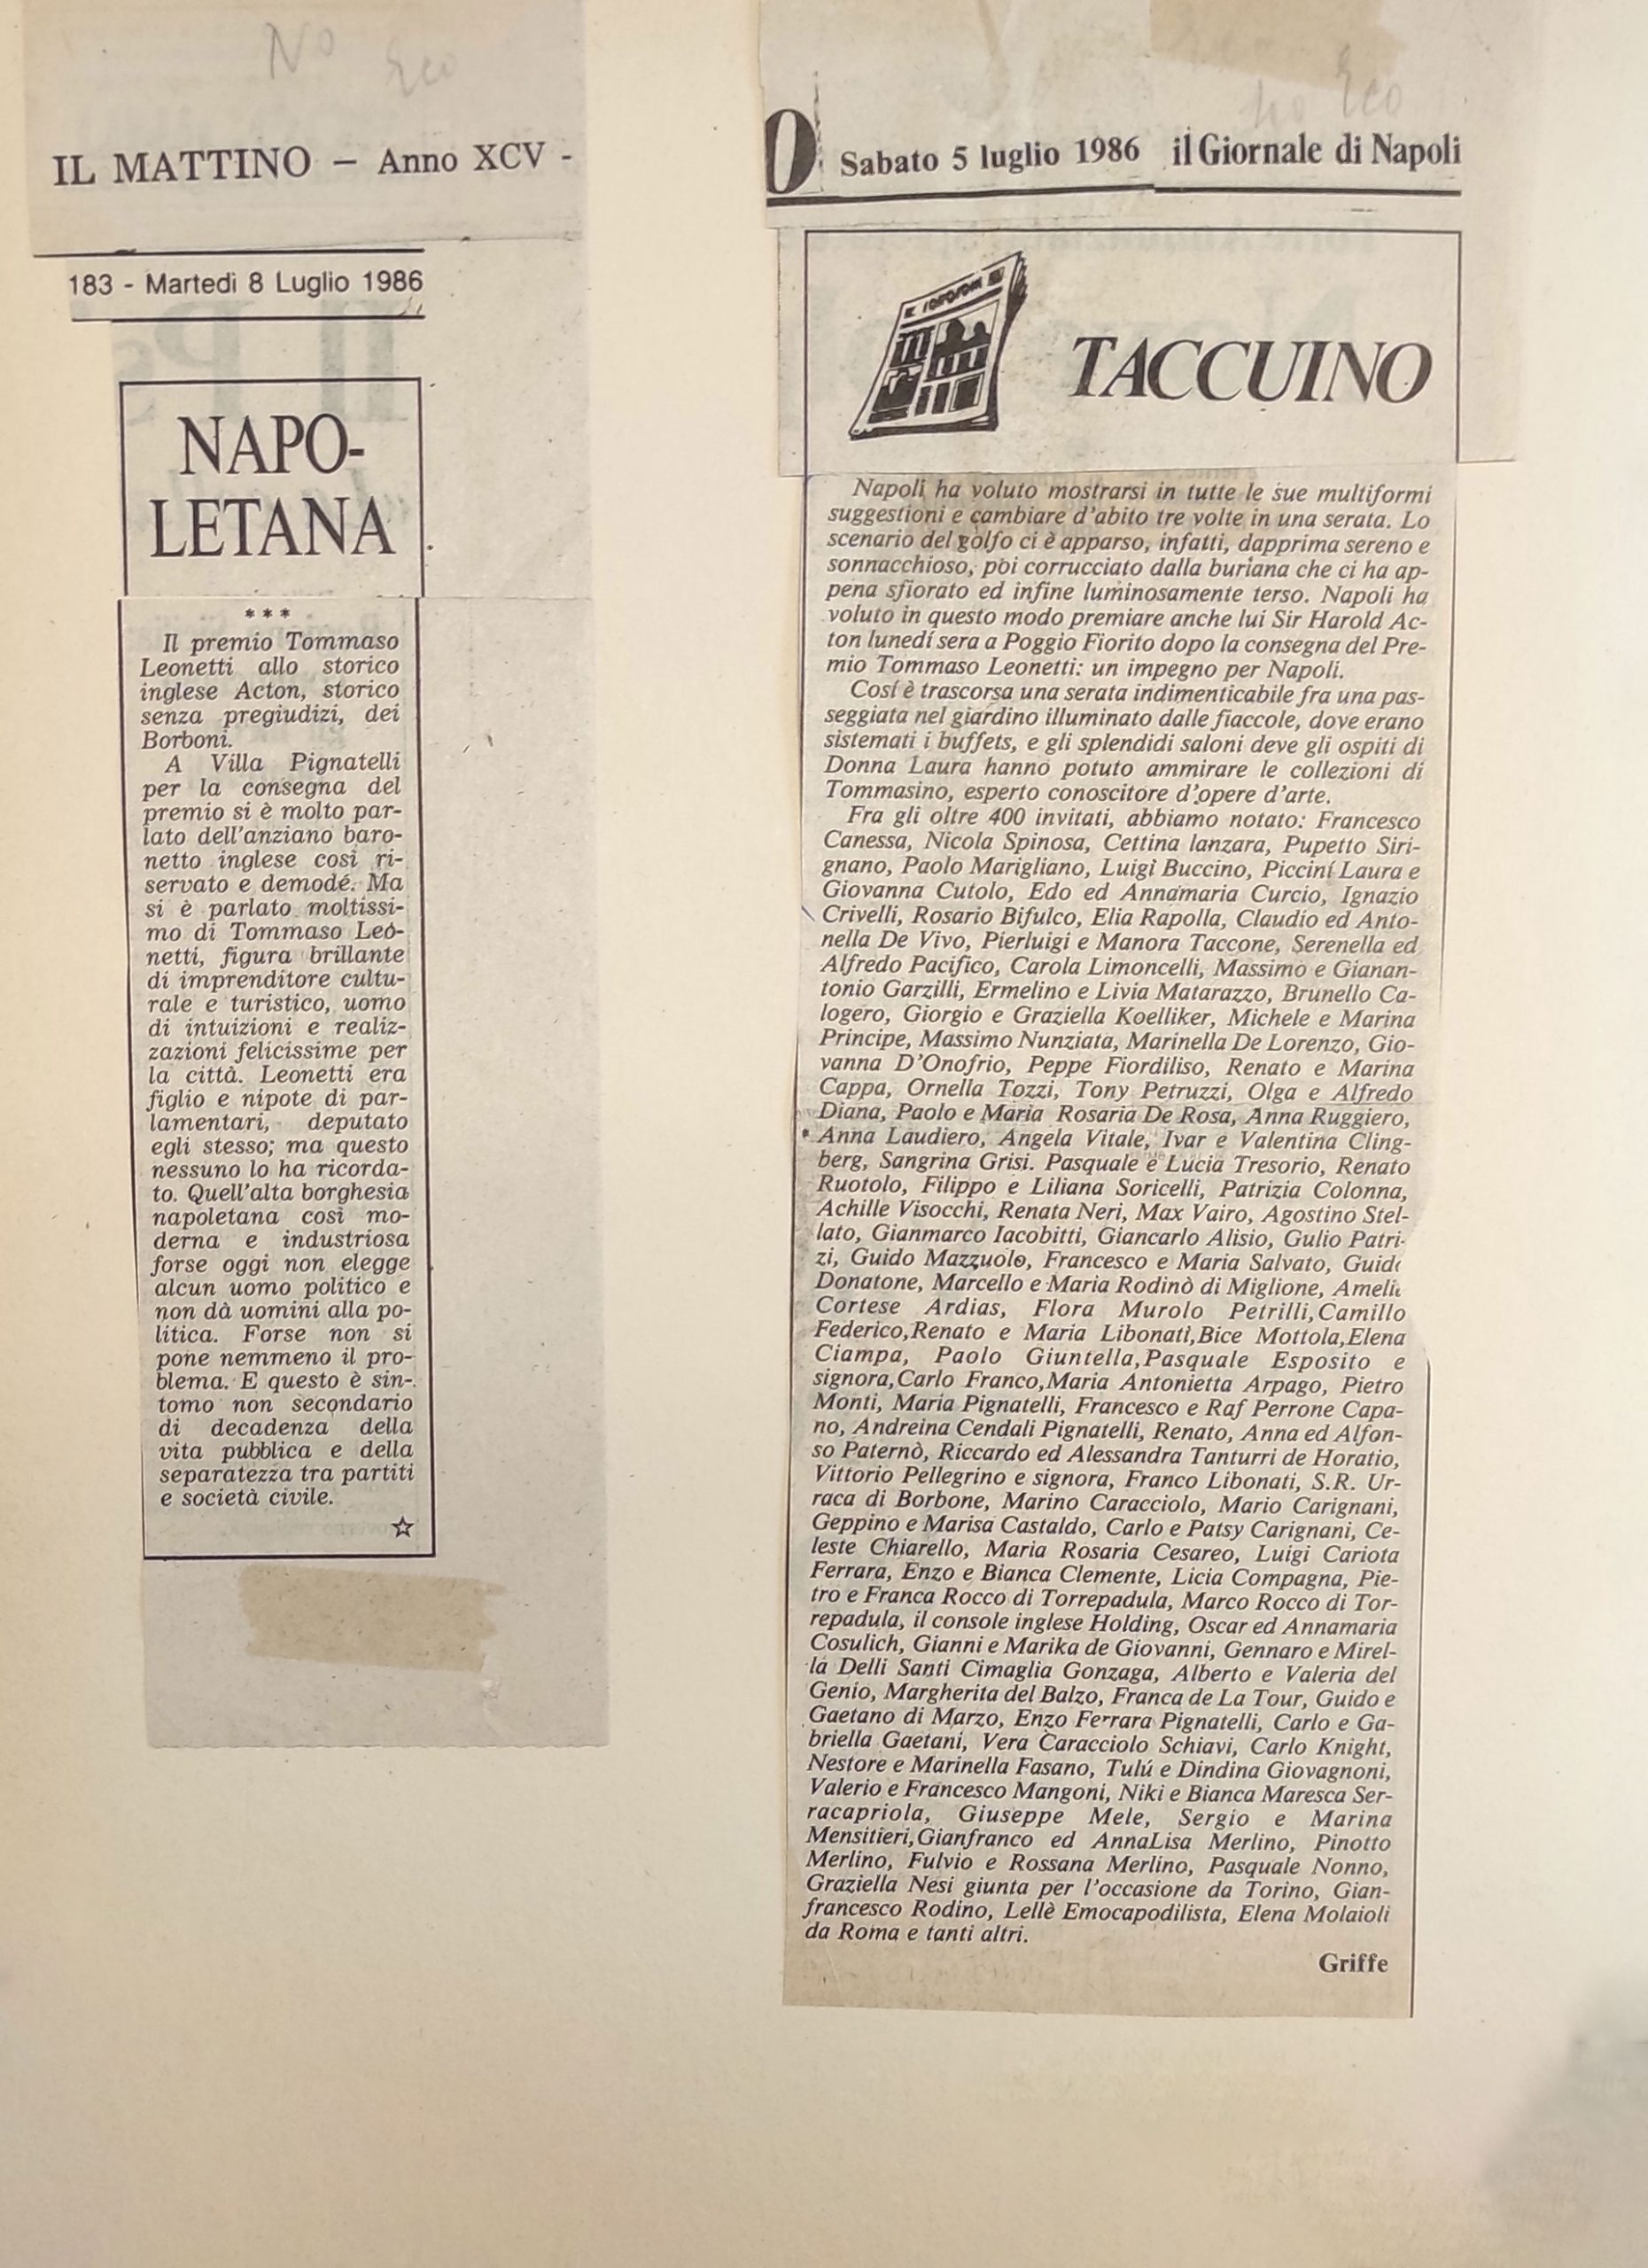 No Eco
IL MATTINO – Anno XCV -
183 - Martedì 8 Luglio 1986
NAPO-
LETANA
***
Il premio Tommaso
Leonetti allo storico
inglese Acton, storico
senza pregiudizi, dei
Borboni.
A Villa Pignatelli
per la consegna del
premio si è molto par-
lato dell'anziano baro-
netto inglese così ri-
servato e demodé. Ma
si è parlato moltissi-
mo di Tommaso Leo-
netti, figura brillante
di imprenditore cultu-
rale e turistico, uomo
di intuizioni e realiz-
zazioni felicissime per
la città. Leonetti era
figlio e nipote di par-
lamentari, deputato
egli stesso; ma questo
nessuno lo ha ricorda-
to. Quell'alta borghesia
napoletana così mo-
derna e industriosa
forse oggi non elegge
alcun uomo politico e
non dà uomini alla po-
litica. Forse non si
pone nemmeno il pro-
blema. E questo è sin-
tomo non secondario
di decadenza della
vita pubblica e della
separatezza tra partiti
e società civile.
☆
no Eco
O Sabato 5 luglio 1986 il Giornale di Napoli
TACCUINO
Napoli ha voluto mostrarsi in tutte le sue multiformi
suggestioni e cambiare d'abito tre volte in una serata. Lo
scenario del golfo ci è apparso, infatti, dapprima sereno e
sonnacchioso, poi corrucciato dalla buriana che ci ha ap-
pena sfiorato ed infine luminosamente terso. Napoli ha
voluto in questo modo premiare anche lui Sir Harold Ac-
ton lunedí sera a Poggio Fiorito dopo la consegna del Pre-
mio Tommaso Leonetti: un impegno per Napoli.
Cosí è trascorsa una serata indimenticabile fra una pas-
seggiata nel giardino illuminato dalle fiaccole, dove erano
sistemati i buffets, e gli splendidi saloni deve gli ospiti di
Donna Laura hanno potuto ammirare le collezioni di
Tommasino, esperto conoscitore d'opere d'arte.
Fra gli oltre 400 invitati, abbiamo notato: Francesco
Canessa, Nicola Spinosa, Cettina lanzara, Pupetto Siri-
gnano, Paolo Marigliano, Luigi Buccino, Picciní Laura e
Giovanna Cutolo, Edo ed Annamaria Curcio, Ignazio
Crivelli, Rosario Bifulco, Elia Rapolla, Claudio ed Anto-
nella De Vivo, Pierluigi e Manora Taccone, Serenella ed
Alfredo Pacifico, Carola Limoncelli, Massimo e Gianan-
tonio Garzilli, Ermelino e Livia Matarazzo, Brunello Ca-
logero, Giorgio e Graziella Koelliker, Michele e Marina
Principe, Massimo Nunziata, Marinella De Lorenzo, Gio-
vanna D'Onofrio, Peppe Fiordiliso, Renato e Marina
Cappa, Ornella Tozzi, Tony Petruzzi, Olga e Alfredo
Diana, Paolo e Maria Rosaria De Rosa, Anna Ruggiero,
Anna Laudiero, Angela Vitale, Ivar e Valentina Cling-
berg, Sangrina Grisi. Pasquale e Lucia Tresorio, Renato
Ruotolo, Filippo e Liliana Soricelli, Patrizia Colonna,
Achille Visocchi, Renata Neri, Max Vairo, Agostino Stel-
lato, Gianmarco Iacobitti, Giancarlo Alisio, Gulio Patri-
zi, Guido Mazzuolo, Francesco e Maria Salvato, Guido
Donatone, Marcello e Maria Rodinò di Miglione, Amelia
Cortese Ardias, Flora Murolo Petrilli,Camillo
Federico,Renato e Maria Libonati,Bice Mottola,Elena
Ciampa, Paolo Giuntella,Pasquale Esposito e
signora,Carlo Franco,Maria Antonietta Arpago, Pietro
Monti, Maria Pignatelli, Francesco e Raf Perrone Capa-
no, Andreina Cendali Pignatelli, Renato, Anna ed Alfon-
so Paternò, Riccardo ed Alessandra Tanturri de Horatio,
Vittorio Pellegrino e signora, Franco Libonati, S.R. Ur-
raca di Borbone, Marino Caracciolo, Mario Carignani,
Geppino e Marisa Castaldo, Carlo e Patsy Carignani, Ce-
leste Chiarello, Maria Rosaria Cesareo, Luigi Cariota
Ferrara, Enzo e Bianca Clemente, Licia Compagna, Pie-
tro e Franca Rocco di Torrepadula, Marco Rocco di Tor-
repadula, il console inglese Holding, Oscar ed Annamaria
Cosulich, Gianni e Marika de Giovanni, Gennaro e Mirel-
la Delli Santi Cimaglia Gonzaga, Alberto e Valeria del
Genio, Margherita del Balzo, Franca de La Tour, Guido e
Gaetano di Marzo, Enzo Ferrara Pignatelli, Carlo e Ga-
briella Gaetani, Vera Caracciolo Schiavi, Carlo Knight,
Nestore e Marinella Fasano, Tulú e Dindina Giovagnoni,
Valerio e Francesco Mangoni, Niki e Bianca Maresca Ser-
racapriola, Giuseppe Mele, Sergio e Marina
Mensitieri,Gianfranco ed AnnaLisa Merlino, Pinotto
Merlino, Fulvio e Rossana Merlino, Pasquale Nonno,
Graziella Nesi giunta per l'occasione da Torino, Gian-
francesco Rodino, Lellè Emocapodilista, Elena Molaioli
da Roma e tanti altri.
Griffe